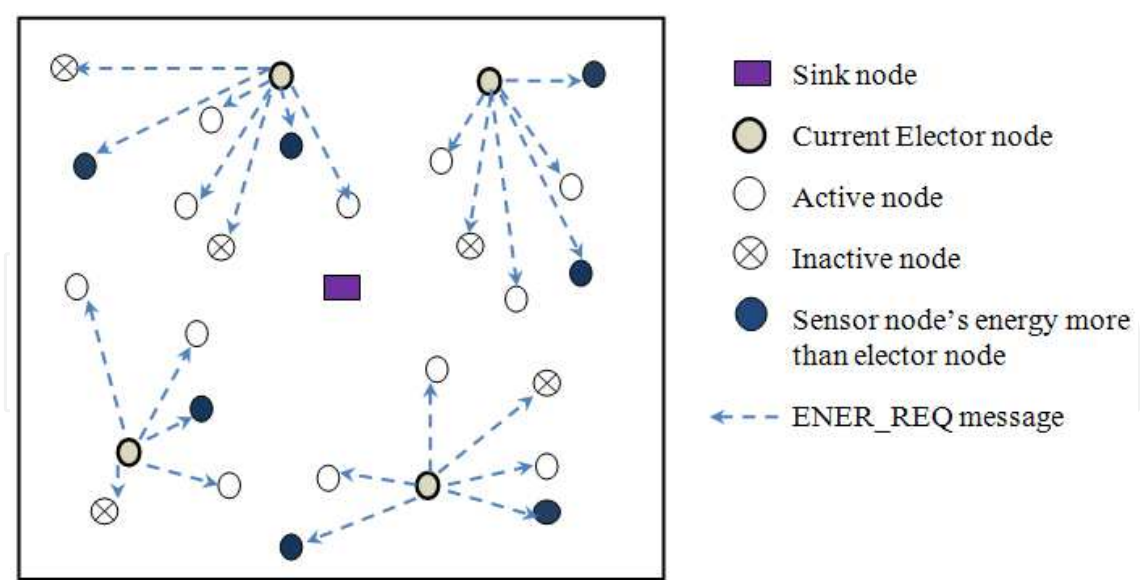 Sink node
Current Elector node
Active node
Inactive node
Sensor node’s energy more
than elector node
ENER_REQ message